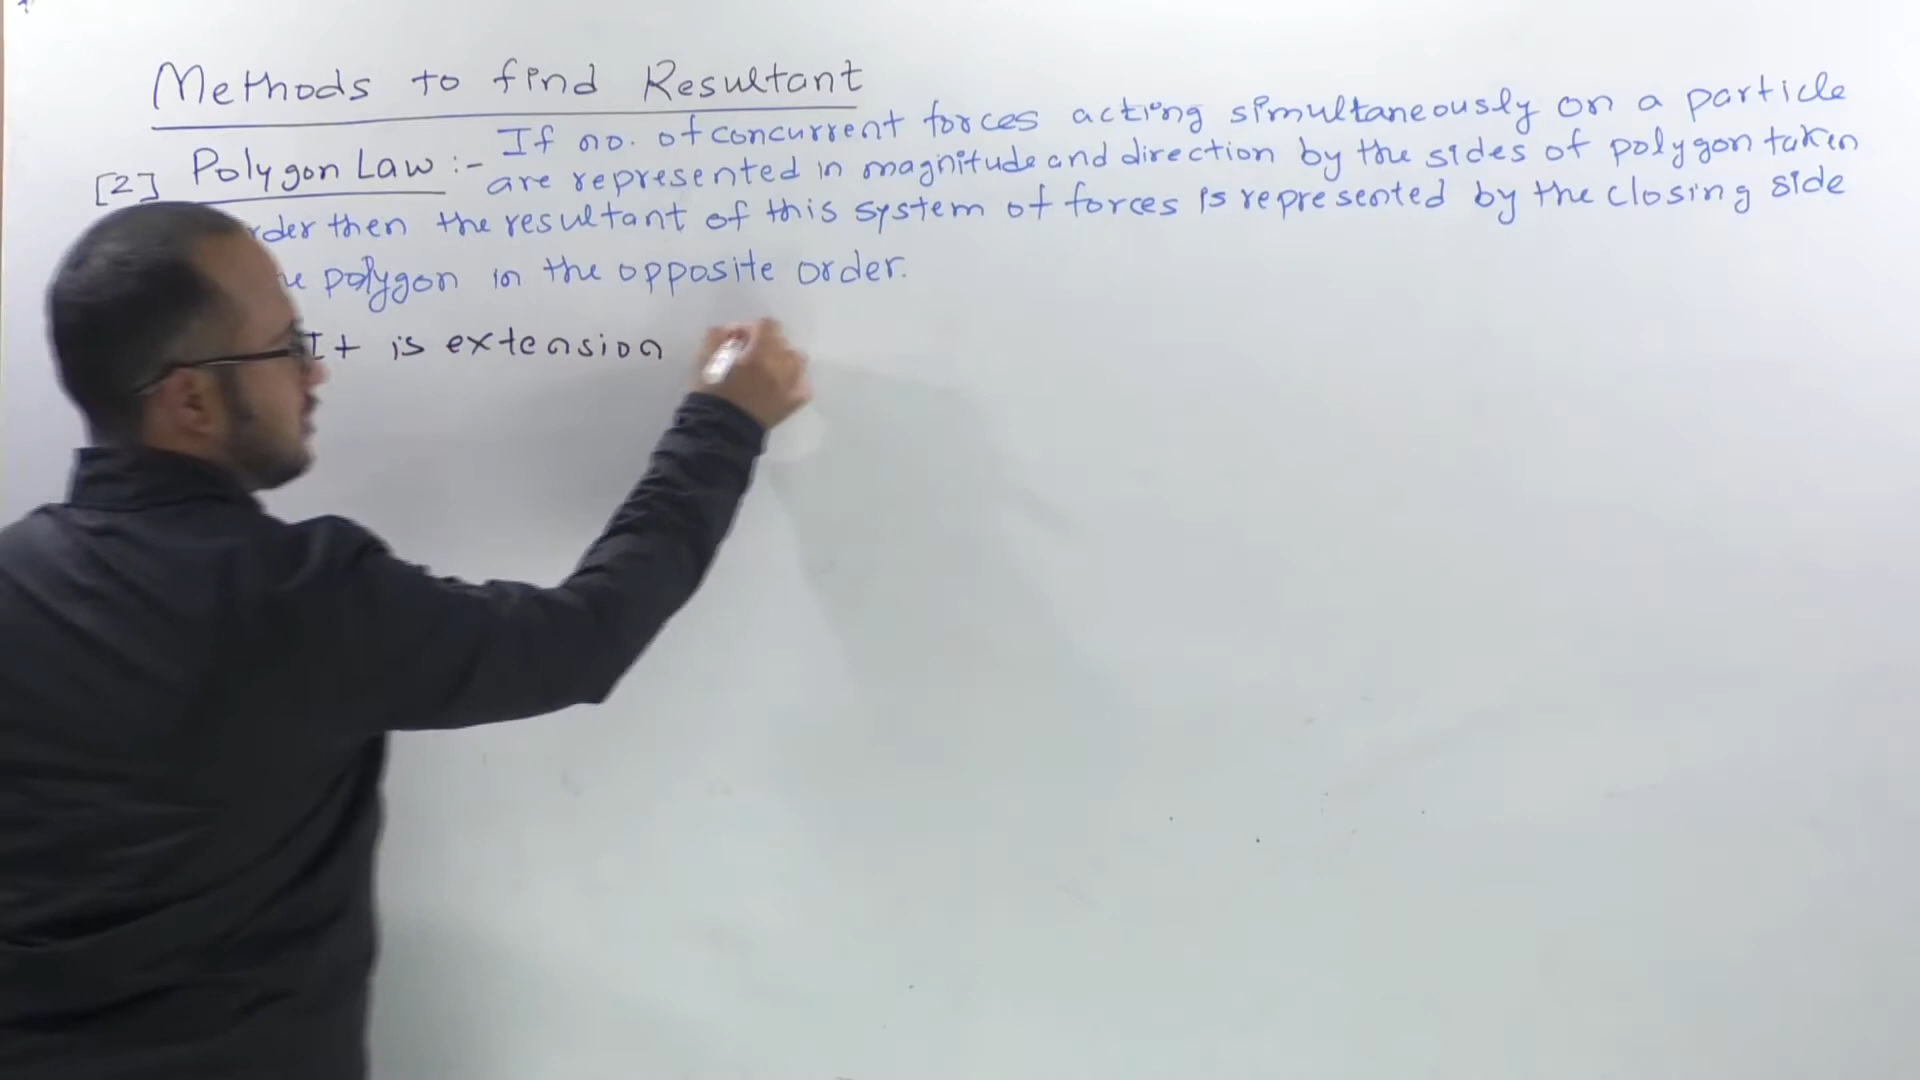 Methods to find Resultant
[2] Polygon Law :- If no. of concurrent forces acting simultaneously on a particle
are represented in magnitude and direction by the sides of polygon taken
then the resultant of this system of forces is represented by the closing side
polygon in the opposite order.
It is extension